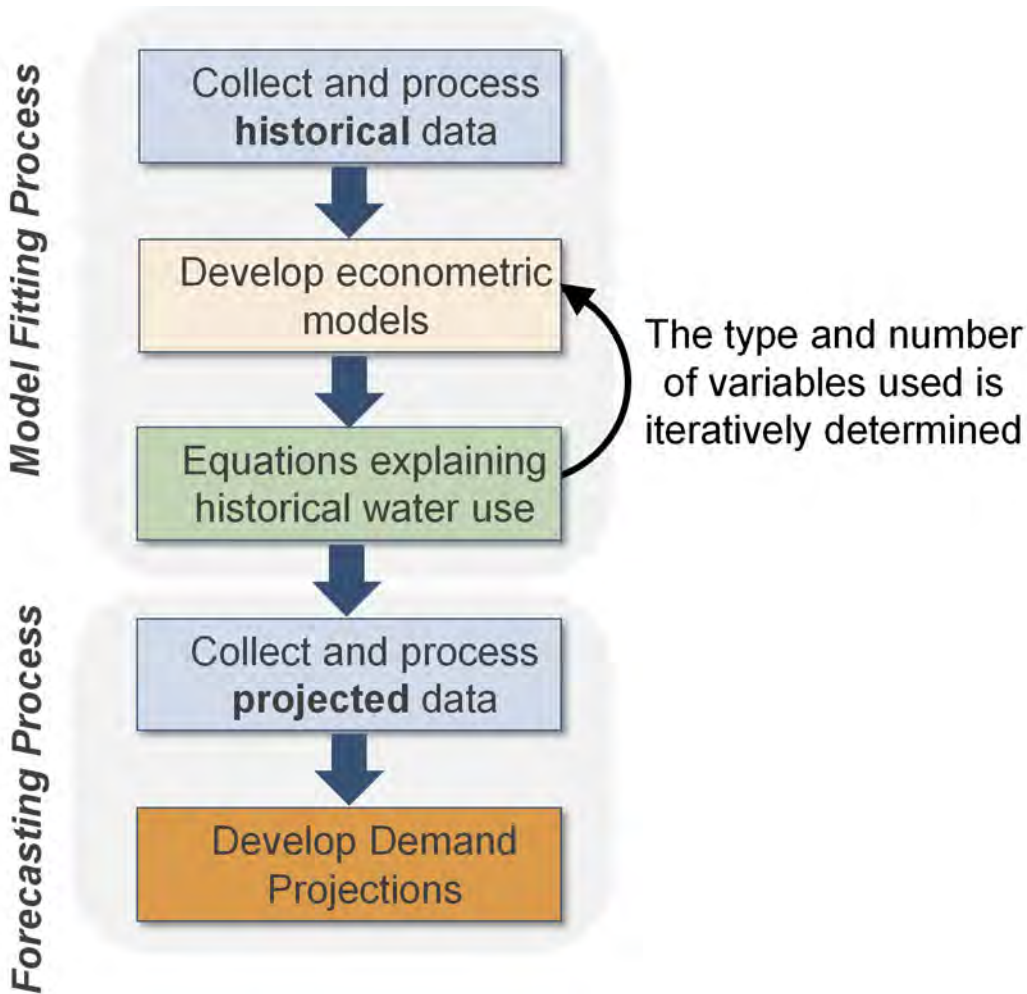 Model Fitting Process
Collect and process
historical data
Develop econometric
models
The type and number
of variables used is
iteratively determined
Equations explaining
historical water use
Forecasting Process
Collect and process
projected data
Develop Demand
Projections